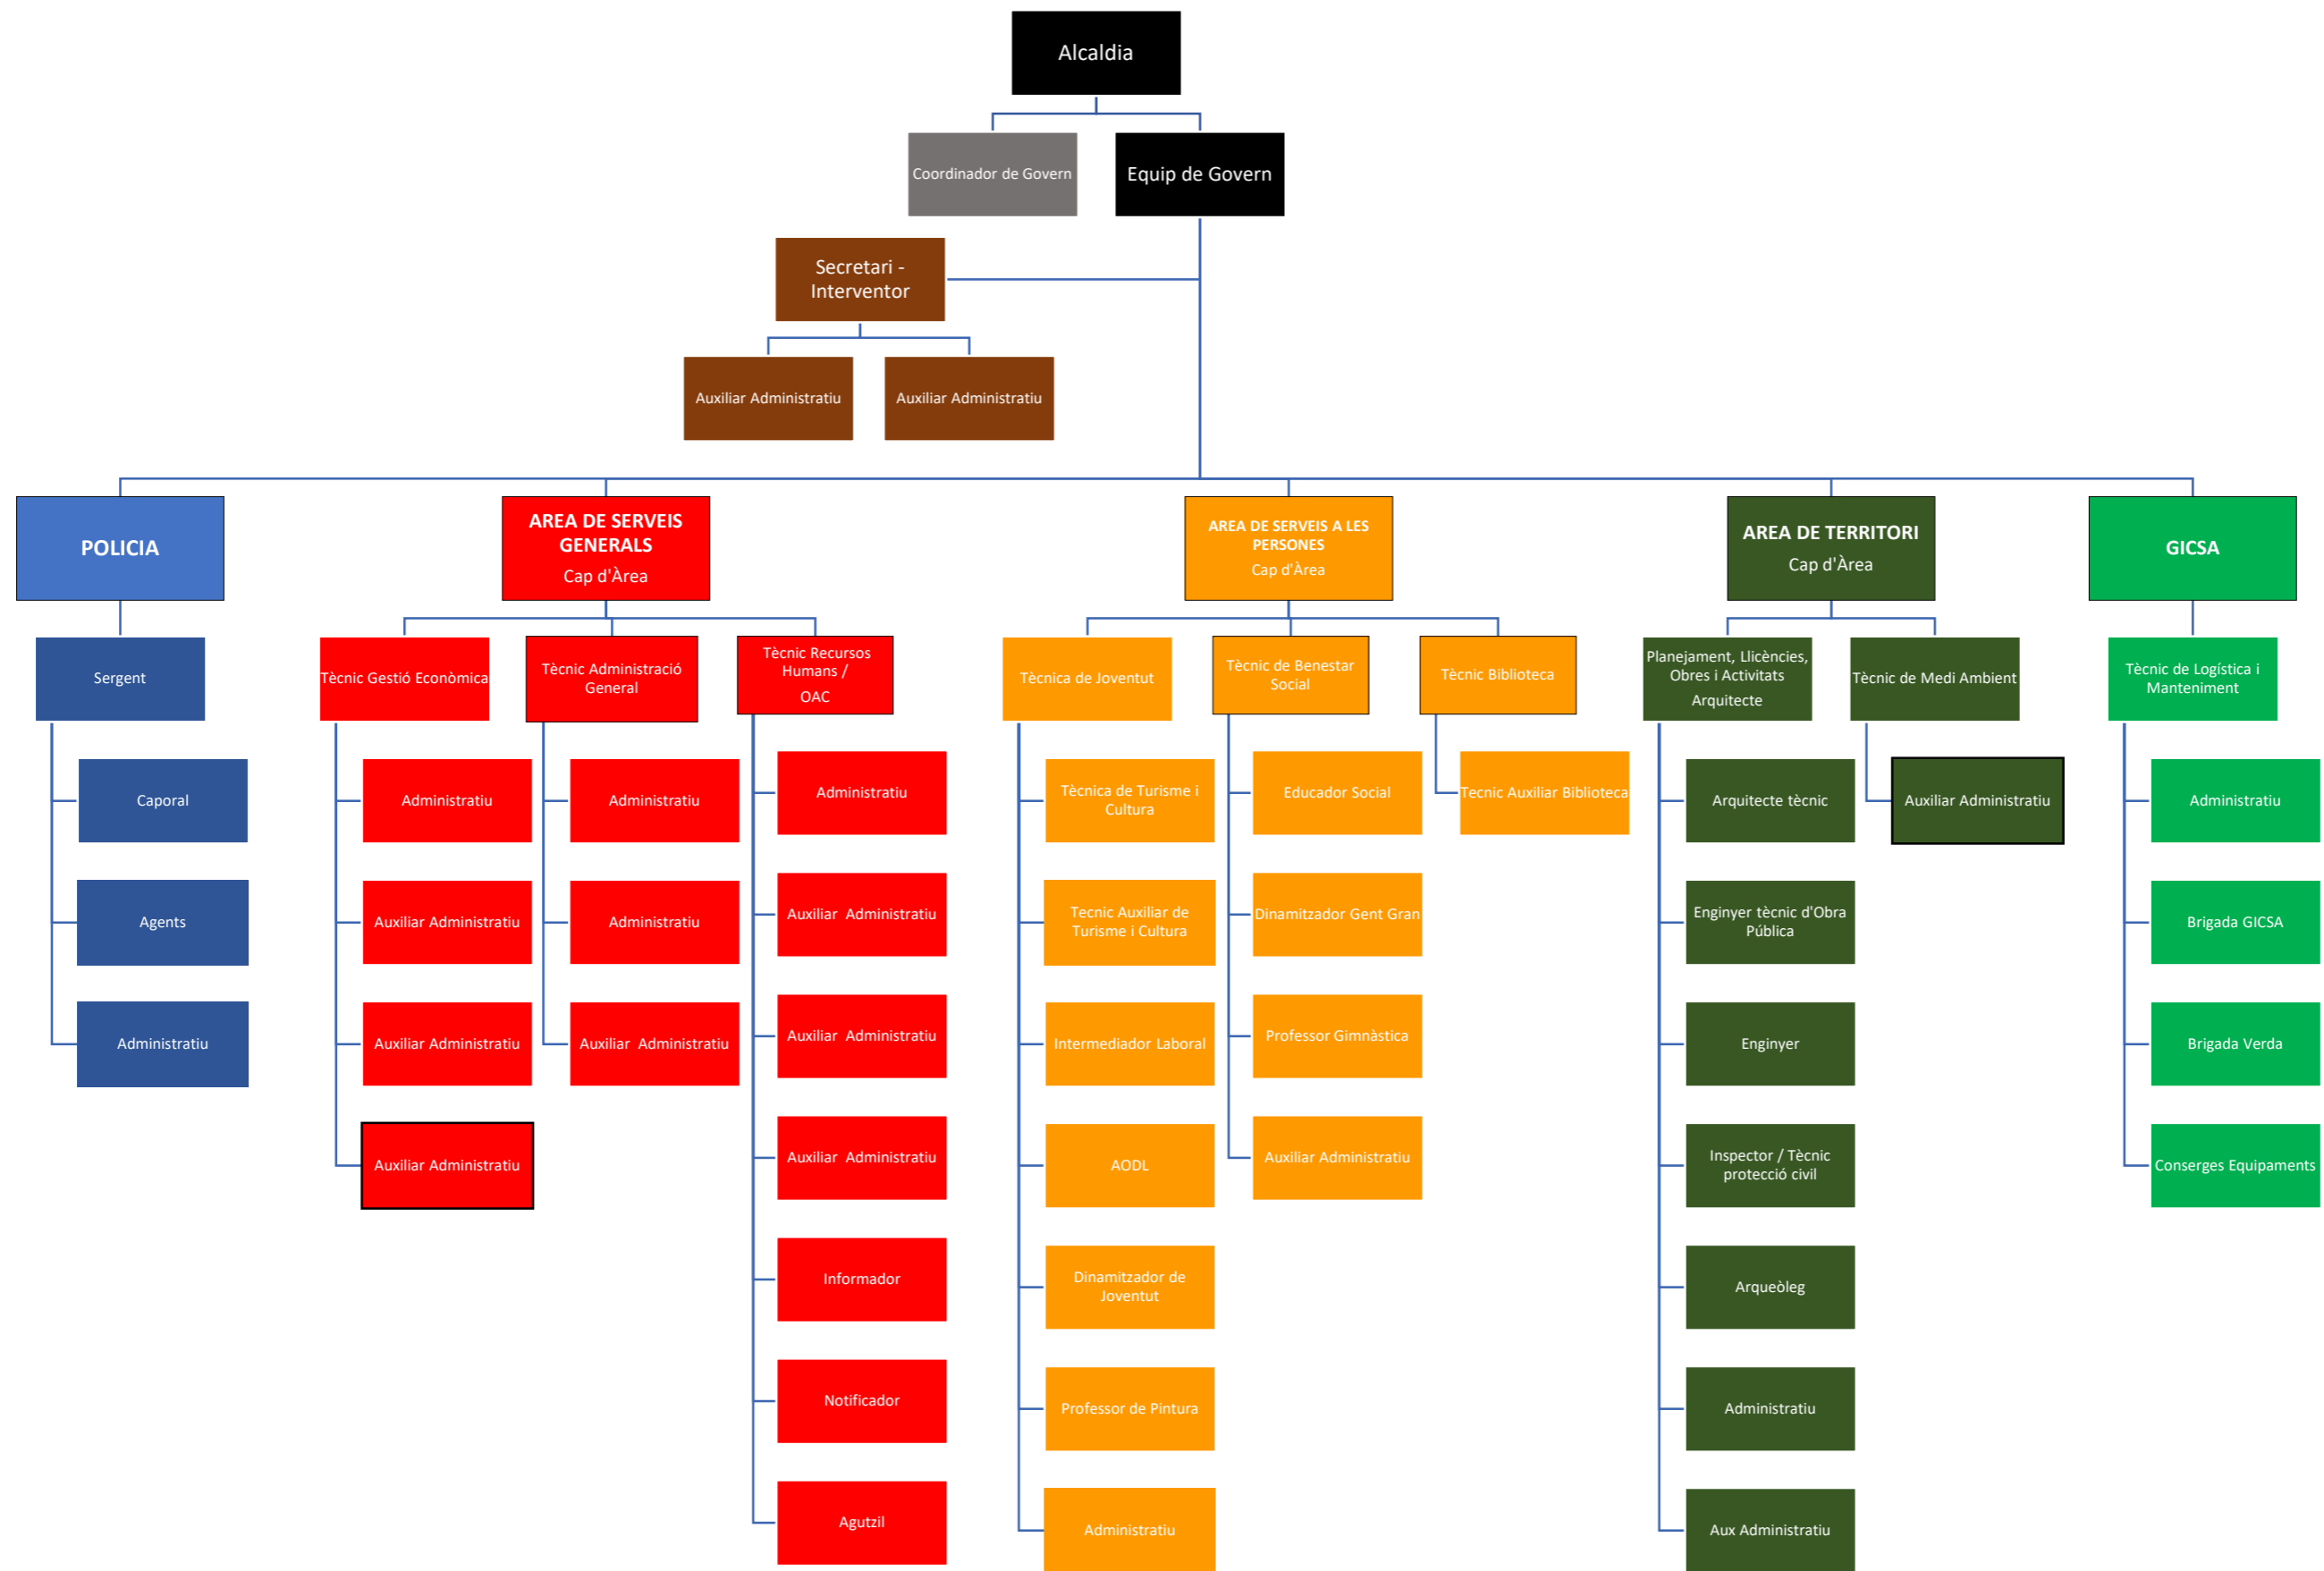 Alcaldia
Coordinador de Govern
Equip de Govern
Secretari -
Interventor
Auxiliar Administratiu
Auxiliar Administratiu
POLICIA
AREA DE SERVEIS
GENERALS
Cap d'Àrea
AREA DE SERVEIS A LES
PERSONES
Cap d'Àrea
AREA DE TERRITORI
Cap d'Àrea
GICSA
Sergent
Caporal
Agents
Administratiu
Tècnic Gestió Econòmica
Administratiu
Auxiliar Administratiu
Auxiliar Administratiu
Auxiliar Administratiu
Tècnic Administració
General
Administratiu
Administratiu
Auxiliar  Administratiu
Tècnic Recursos
Humans /
OAC
Administratiu
Auxiliar  Administratiu
Auxiliar  Administratiu
Auxiliar  Administratiu
Informador
Notificador
Agutzil
Tècnica de Joventut
Tècnica de Turisme i
Cultura
Tecnic Auxiliar de
Turisme i Cultura
Intermediador Laboral
AODL
Dinamitzador de
Joventut
Professor de Pintura
Administratiu
Tècnic de Benestar
Social
Educador Social
Dinamitzador Gent Gran
Professor Gimnàstica
Auxiliar Administratiu
Tècnic Biblioteca
Tecnic Auxiliar Biblioteca
Planejament, Llicències,
Obres i Activitats
Arquitecte
Arquitecte tècnic
Enginyer tècnic d'Obra
Pública
Enginyer
Inspector / Tècnic
protecció civil
Arqueòleg
Administratiu
Aux Administratiu
Tècnic de Medi Ambient
Auxiliar Administratiu
Tècnic de Logística i
Manteniment
Administratiu
Brigada GICSA
Brigada Verda
Conserges Equipaments